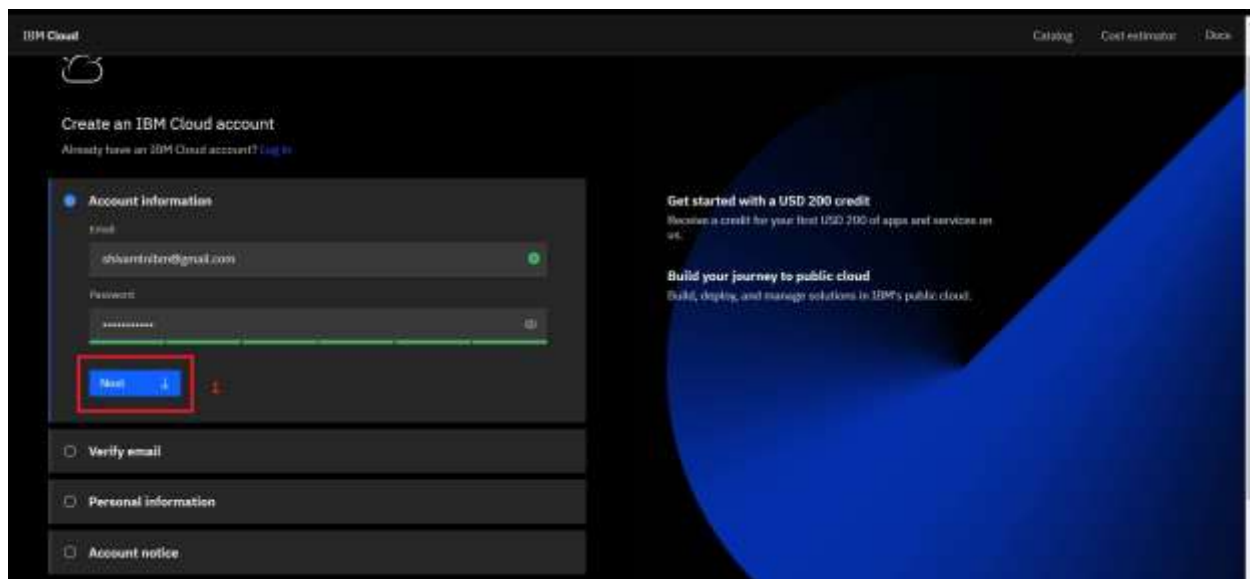 IBM Cloud
Catalog
Cost estimator
Docs
Create an IBM Cloud account
Already have an IBM Cloud account? Log in
Account information
Email
@gmail.com
Password
Next
1
Verify email
Personal information
Account notice
Get started with a USD 200 credit
Receive a credit for your first USD 200 of apps and services on
us.
Build your journey to public cloud
Build, deploy, and manage solutions in IBM's public cloud.